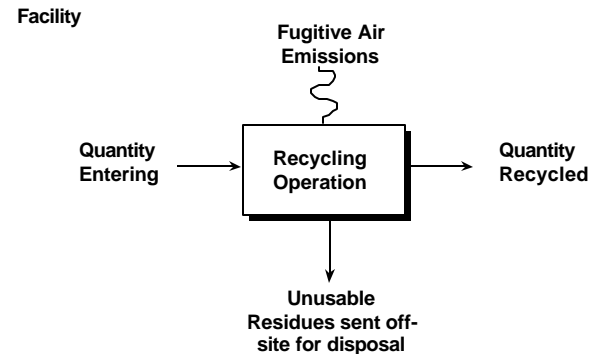 Facility
Fugitive Air
Emissions
Quantity
Entering
Recycling
Operation
Quantity
Recycled
Unusable
Residues sent off-
site for disposal